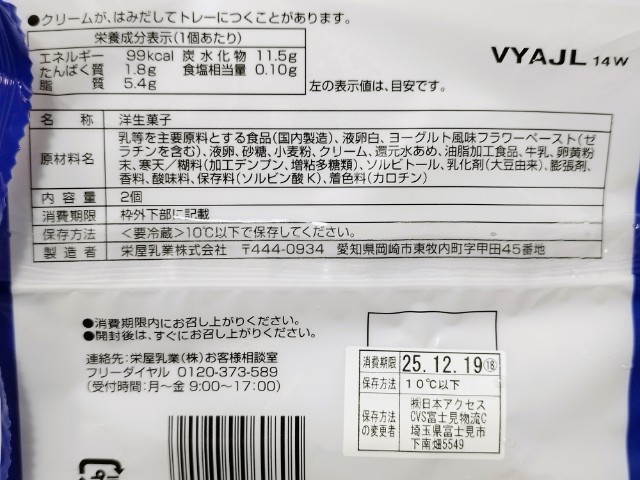 ●クリームが、はみだしてトレーにつくことがあります。
栄養成分表示(1個あたり)
エネルギー 99kcal 炭水化物 11.5g
たんぱく質 1.8g 食塩相当量 0.10g
脂質 5.4g
左の表示値は、目安です。
VYAJL 14W
名称 洋生菓子
原材料名 乳等を主要原料とする食品(国内製造)、液卵白、ヨーグルト風味フラワーペースト(ゼ
ラチンを含む)、液卵、砂糖、小麦粉、クリーム、還元水あめ、油脂加工食品、牛乳、卵黄粉
末、寒天/糊料(加工デンプン、増粘多糖類)、ソルビトール、乳化剤(大豆由来)、膨張剤、
香料、酸味料、保存料(ソルビン酸K)、着色料(カロチン)
内容量 2個
消費期限 枠外下部に記載
保存方法 <要冷蔵>10℃以下で保存してください。
製造者 栄屋乳業株式会社 〒444-0934 愛知県岡崎市東牧内町字甲田45番地
●消費期限内にお召し上がりください。
●開封後は、すぐにお召し上がりください。
連絡先:栄屋乳業(株)お客様相談室
フリーダイヤル 0120-373-589
(受付時間:月~金 9:00~17:00)
消費期限 25.12.19⑱
保存方法 10℃以下
保存方法の変更者 ㈱日本アクセス
CVS富士見物流C
埼玉県富士見市
下南畑5549